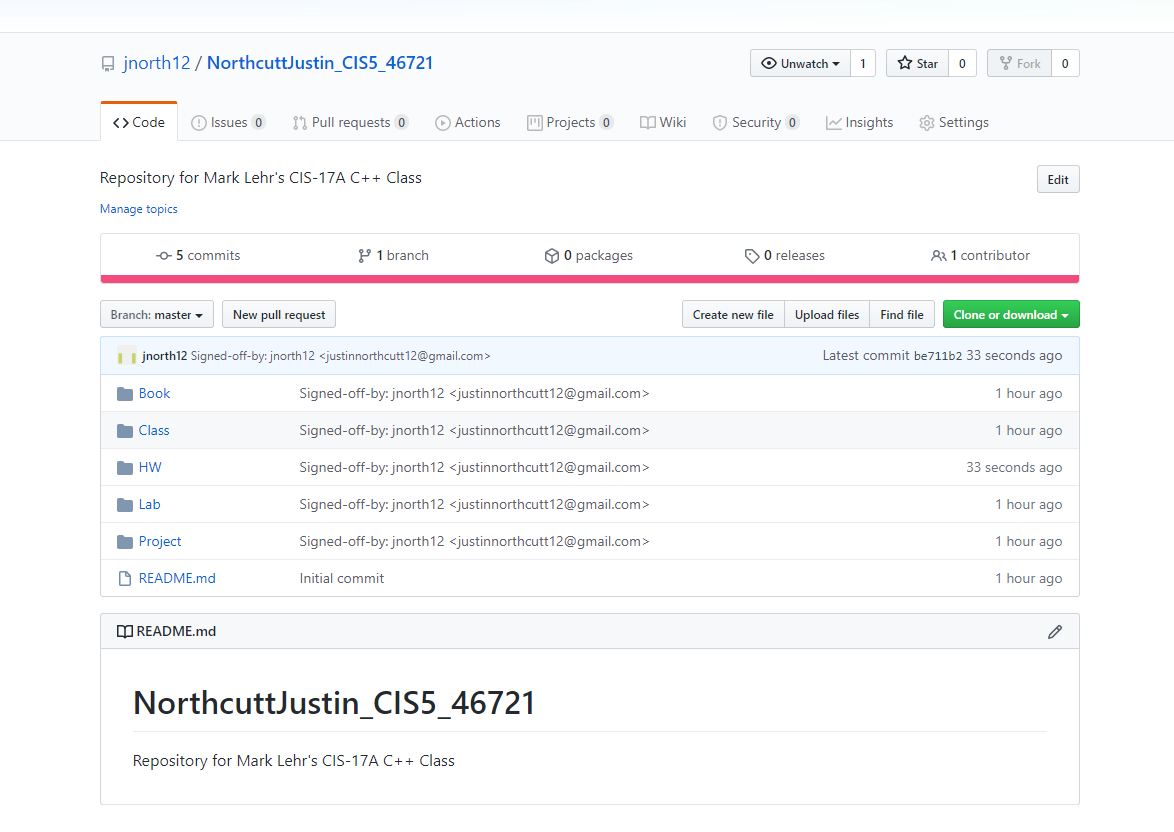 jnorth12 / NorthcuttJustin_CIS5_46721 Unwatch 1 Star 0 Fork 0
Code Issues 0 Pull requests 0 Actions Projects 0 Wiki Security 0 Insights Settings
Repository for Mark Lehr's CIS-17A C++ Class Edit
Manage topics
5 commits 1 branch 0 packages 0 releases 1 contributor
Branch: master New pull request Create new file Upload files Find file Clone or download
jnorth12 Signed-off-by: jnorth12 <justinnorthcutt12@gmail.com> Latest commit be711b2 33 seconds ago
Book Signed-off-by: jnorth12 <justinnorthcutt12@gmail.com> 1 hour ago
Class Signed-off-by: jnorth12 <justinnorthcutt12@gmail.com> 1 hour ago
HW Signed-off-by: jnorth12 <justinnorthcutt12@gmail.com> 33 seconds ago
Lab Signed-off-by: jnorth12 <justinnorthcutt12@gmail.com> 1 hour ago
Project Signed-off-by: jnorth12 <justinnorthcutt12@gmail.com> 1 hour ago
README.md Initial commit 1 hour ago
README.md
NorthcuttJustin_CIS5_46721
Repository for Mark Lehr's CIS-17A C++ Class